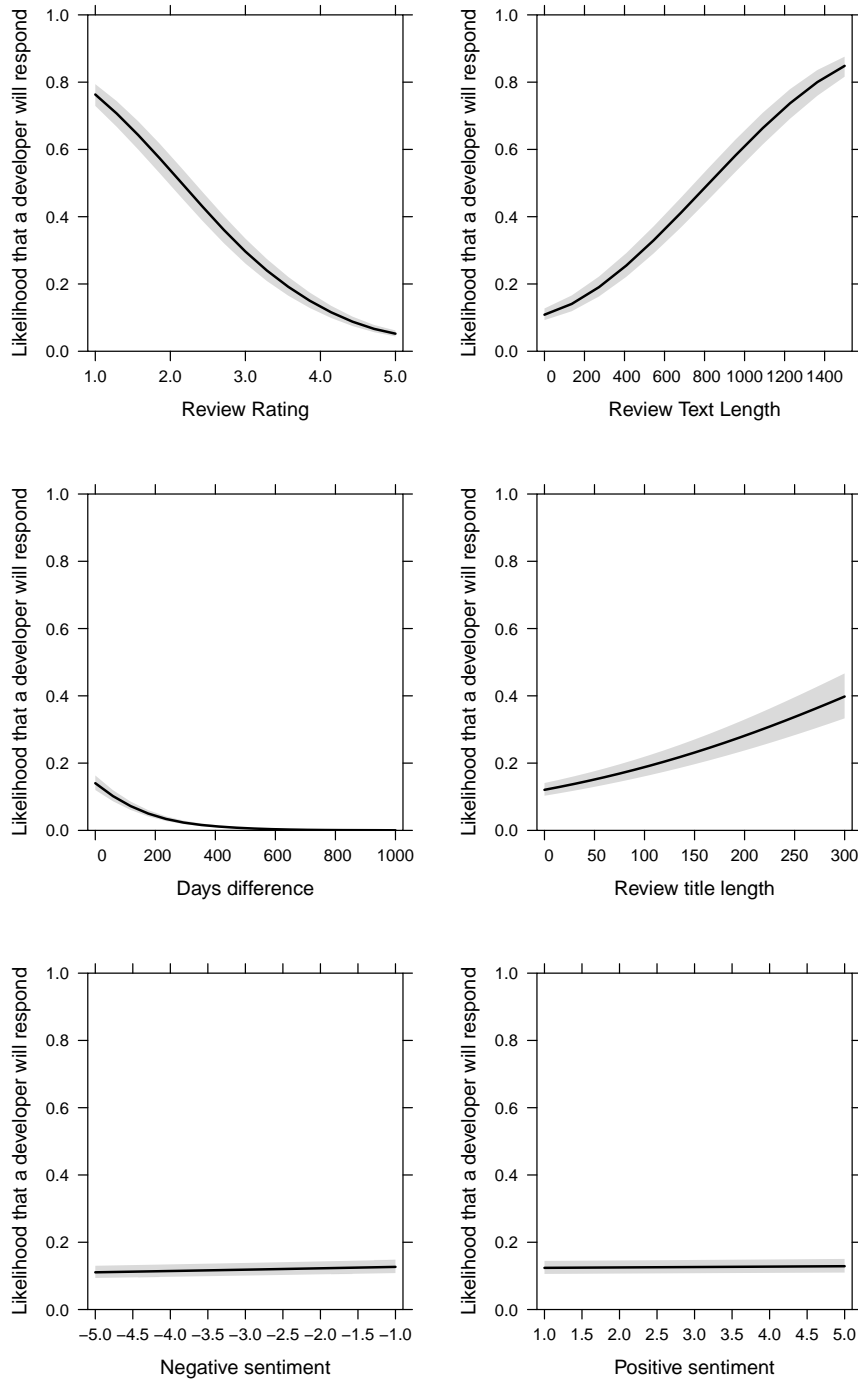 Likelihood that a developer will respond
1.0
0.8
0.6
0.4
0.2
0.0
1.0 2.0 3.0 4.0 5.0
Review Rating
Likelihood that a developer will respond
1.0
0.8
0.6
0.4
0.2
0.0
0 200 400 600 800 1000 1200 1400
Review Text Length
Likelihood that a developer will respond
1.0
0.8
0.6
0.4
0.2
0.0
0 200 400 600 800 1000
Days difference
Likelihood that a developer will respond
1.0
0.8
0.6
0.4
0.2
0.0
0 50 100 150 200 250 300
Review title length
Likelihood that a developer will respond
1.0
0.8
0.6
0.4
0.2
0.0
−5.0 −4.5 −4.0 −3.5 −3.0 −2.5 −2.0 −1.5 −1.0
Negative sentiment
Likelihood that a developer will respond
1.0
0.8
0.6
0.4
0.2
0.0
1.0 1.5 2.0 2.5 3.0 3.5 4.0 4.5 5.0
Positive sentiment